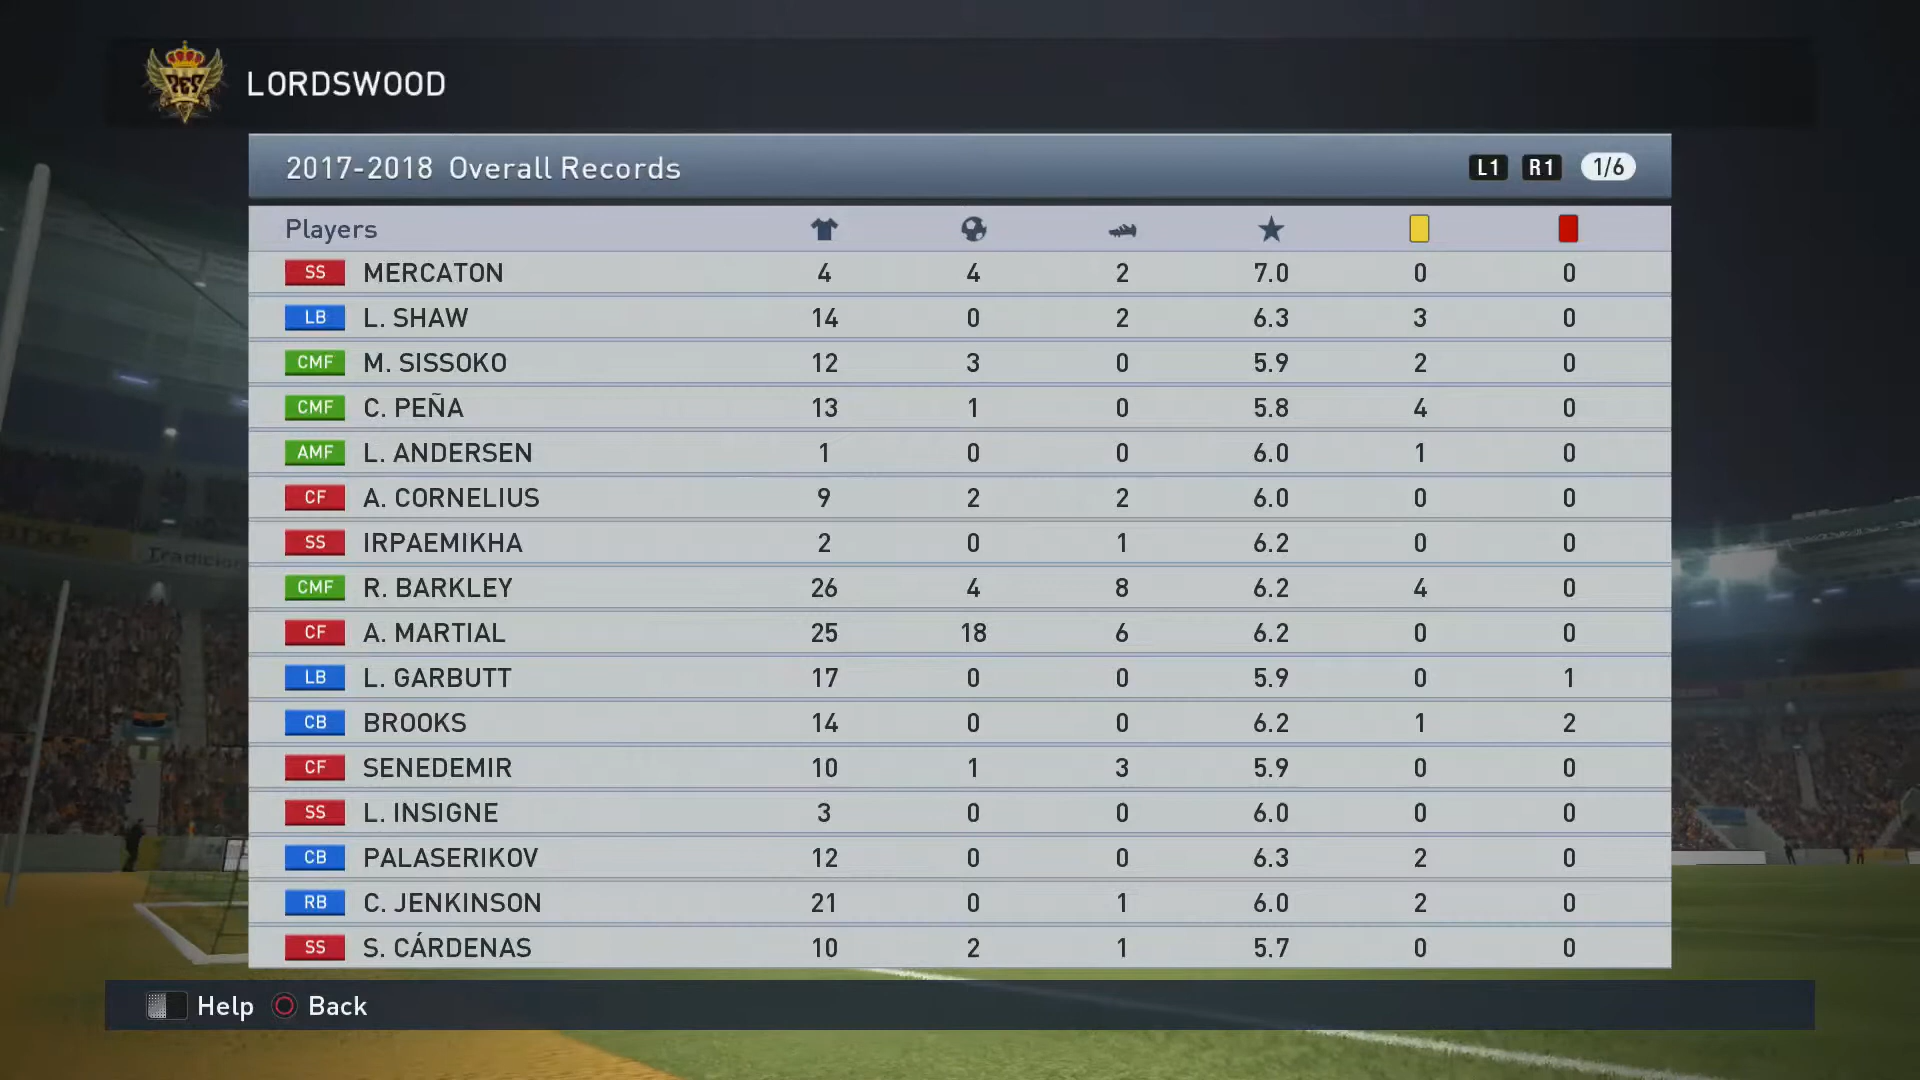 LORDSWOOD
2017-2018 Overall Records L1 R1 1/6
Players
SS MERCATON 4 4 2 7.0 0 0
LB L. SHAW 14 0 2 6.3 3 0
CMF M. SISSOKO 12 3 0 5.9 2 0
CMF C. PEÑA 13 1 0 5.8 4 0
AMF L. ANDERSEN 1 0 0 6.0 1 0
CF A. CORNELIUS 9 2 2 6.0 0 0
SS IRPAEMIKHA 2 0 1 6.2 0 0
CMF R. BARKLEY 26 4 8 6.2 4 0
CF A. MARTIAL 25 18 6 6.2 0 0
LB L. GARBUTT 17 0 0 5.9 0 1
CB BROOKS 14 0 0 6.2 1 2
CF SENEDEMIR 10 1 3 5.9 0 0
SS L. INSIGNE 3 0 0 6.0 0 0
CB PALASERIKOV 12 0 0 6.3 2 0
RB C. JENKINSON 21 0 1 6.0 2 0
SS S. CÁRDENAS 10 2 1 5.7 0 0
Help Back